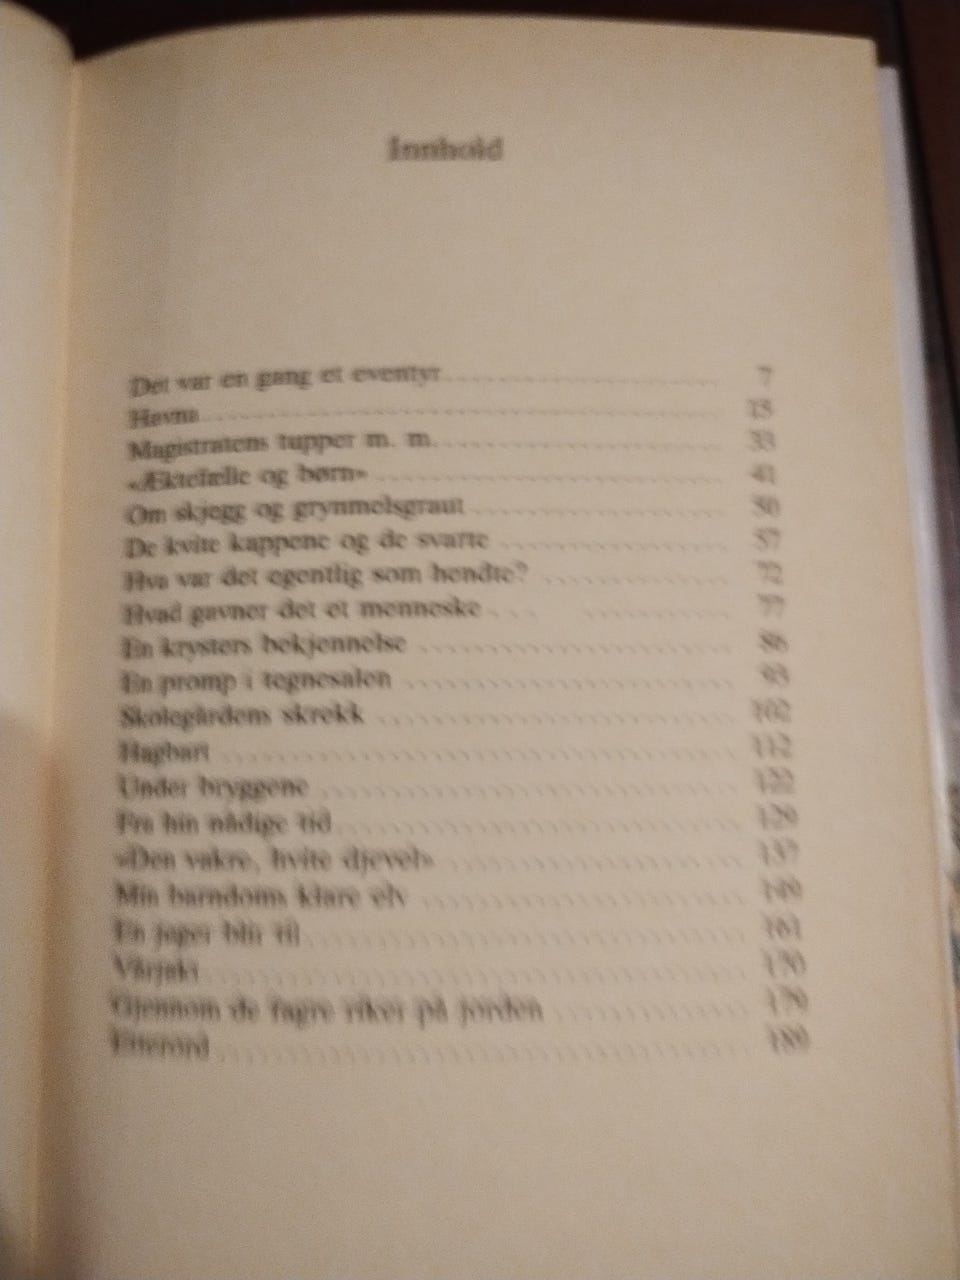 Innhold
Det var en gang et eventyr 7
Havna 15
Magistratens tupper m. m. 33
«Æktefælle og børn» 41
Om skjegg og grynmelsgraut 50
De kvite kappene og de svarte 57
Hva var det egentlig som hendte? 72
Hvad gavner det et menneske 77
En krysters bekjennelse 86
En promp i tegnesalen 93
Skolegårdens skrekk 102
Hagbart 112
Under bryggene 122
Fra hin nådige tid 129
«Den vakre, hvite djevel» 137
Min barndoms klare elv 149
En jeger blir til 161
Vårjakt 170
Gjennom de fagre riker på jorden 179
Etterord 189